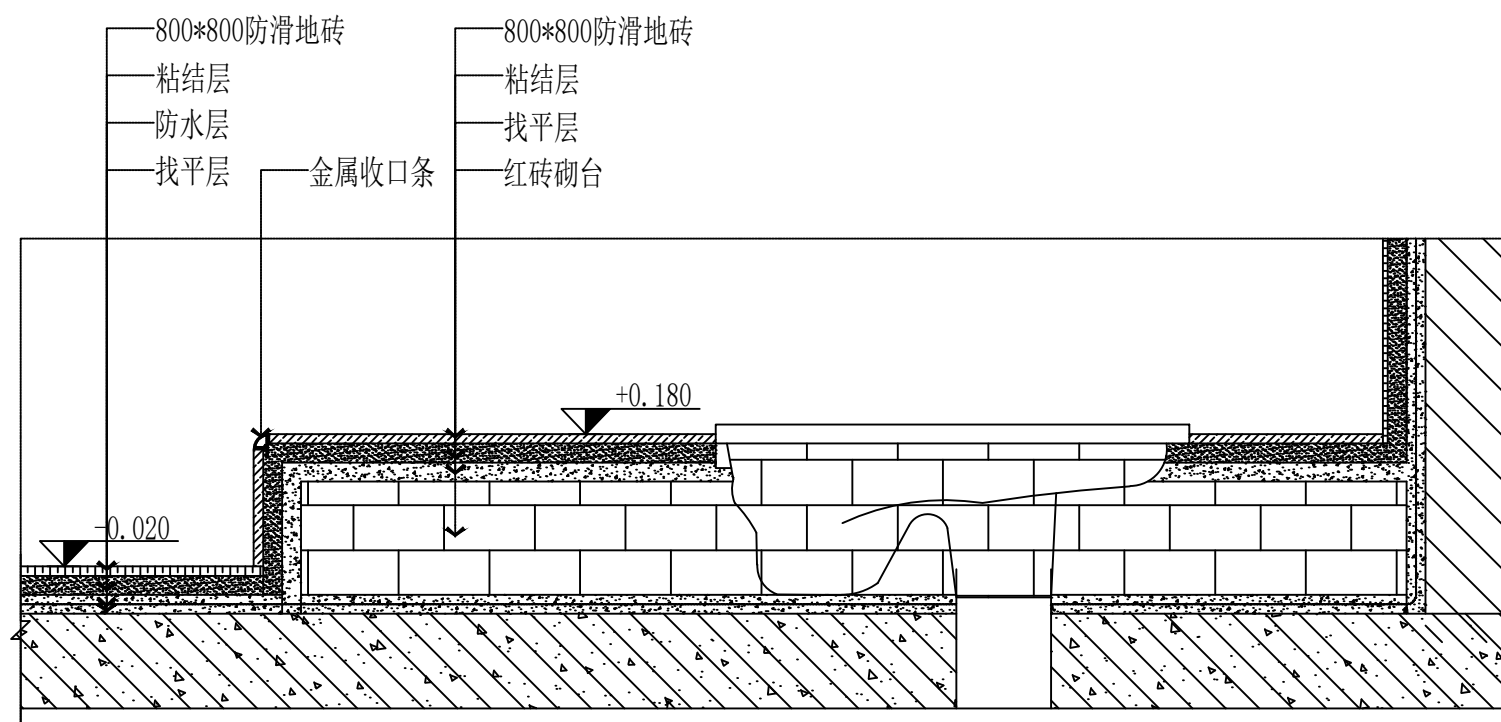 800*800防滑地砖
粘结层
防水层
找平层
金属收口条
800*800防滑地砖
粘结层
找平层
红砖砌台
+0.180
-0.020